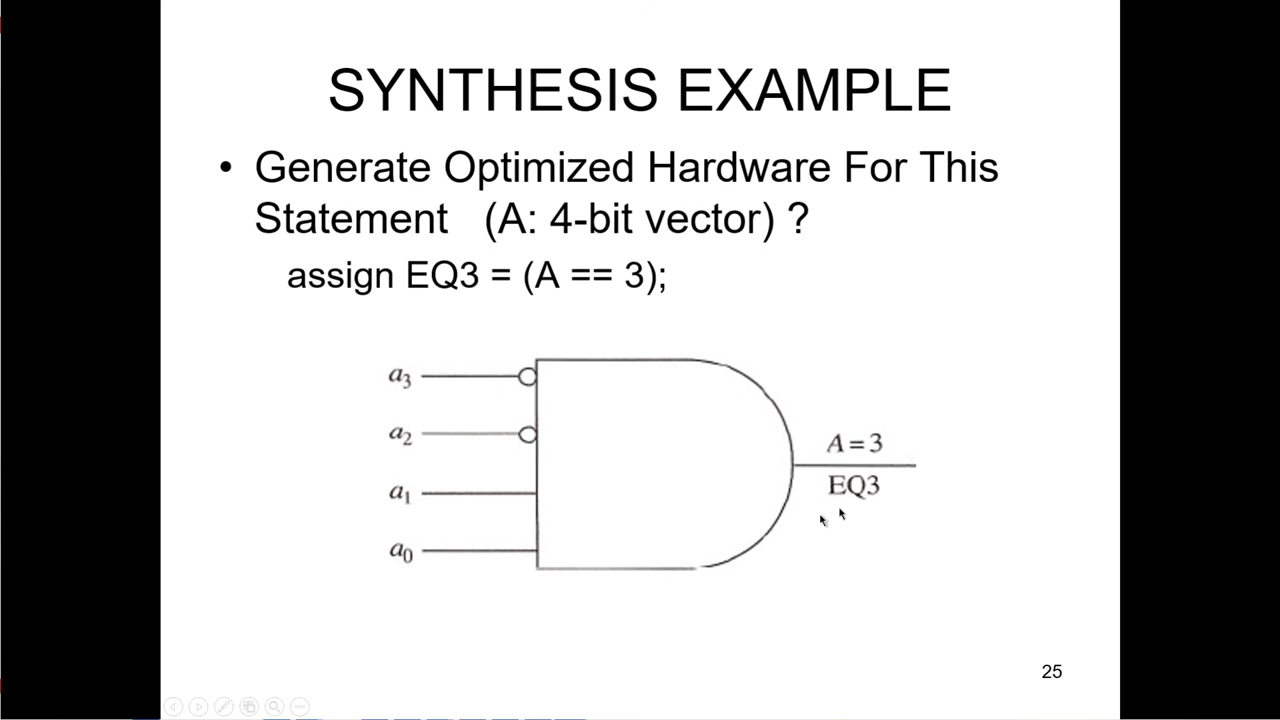 SYNTHESIS EXAMPLE
• Generate Optimized Hardware For This
Statement (A: 4-bit vector) ?
assign EQ3 = (A == 3);
a₃
a₂
a₁
a₀
A = 3
EQ3
25